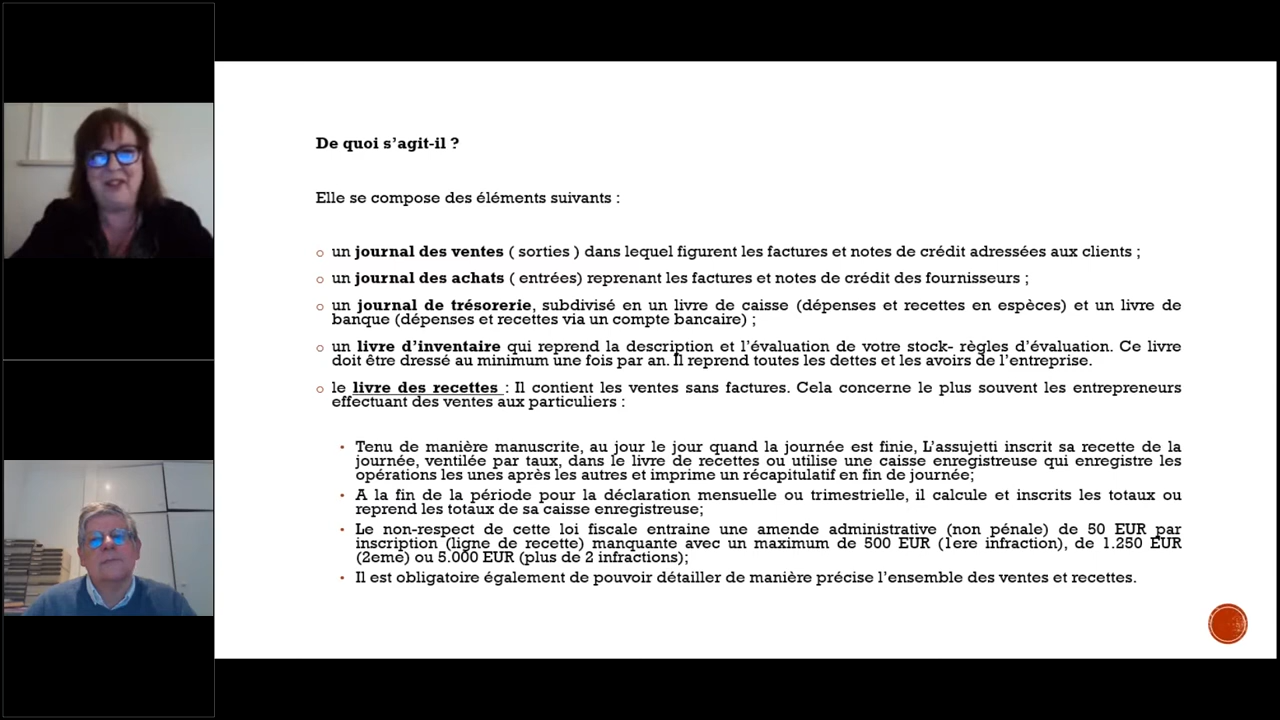 De quoi s’agit-il ?
Elle se compose des éléments suivants :
o un journal des ventes ( sorties ) dans lequel figurent les factures et notes de crédit adressées aux clients ;
o un journal des achats ( entrées) reprenant les factures et notes de crédit des fournisseurs ;
o un journal de trésorerie, subdivisé en un livre de caisse (dépenses et recettes en espèces) et un livre de
banque (dépenses et recettes via un compte bancaire) ;
o un livre d’inventaire qui reprend la description et l’évaluation de votre stock- règles d’évaluation. Ce livre
doit être dressé au minimum une fois par an. Il reprend toutes les dettes et les avoirs de l’entreprise.
o le livre des recettes : Il contient les ventes sans factures. Cela concerne le plus souvent les entrepreneurs
effectuant des ventes aux particuliers :
• Tenu de manière manuscrite, au jour le jour quand la journée est finie, L’assujetti inscrit sa recette de la
journée, ventilée par taux, dans le livre de recettes ou utilise une caisse enregistreuse qui enregistre les
opérations les unes après les autres et imprime un récapitulatif en fin de journée;
• A la fin de la période pour la déclaration mensuelle ou trimestrielle, il calcule et inscrits les totaux ou
reprend les totaux de sa caisse enregistreuse;
• Le non-respect de cette loi fiscale entraine une amende administrative (non pénale) de 50 EUR par
inscription (ligne de recette) manquante avec un maximum de 500 EUR (1ere infraction), de 1.250 EUR
(2eme) ou 5.000 EUR (plus de 2 infractions);
• Il est obligatoire également de pouvoir détailler de manière précise l’ensemble des ventes et recettes.